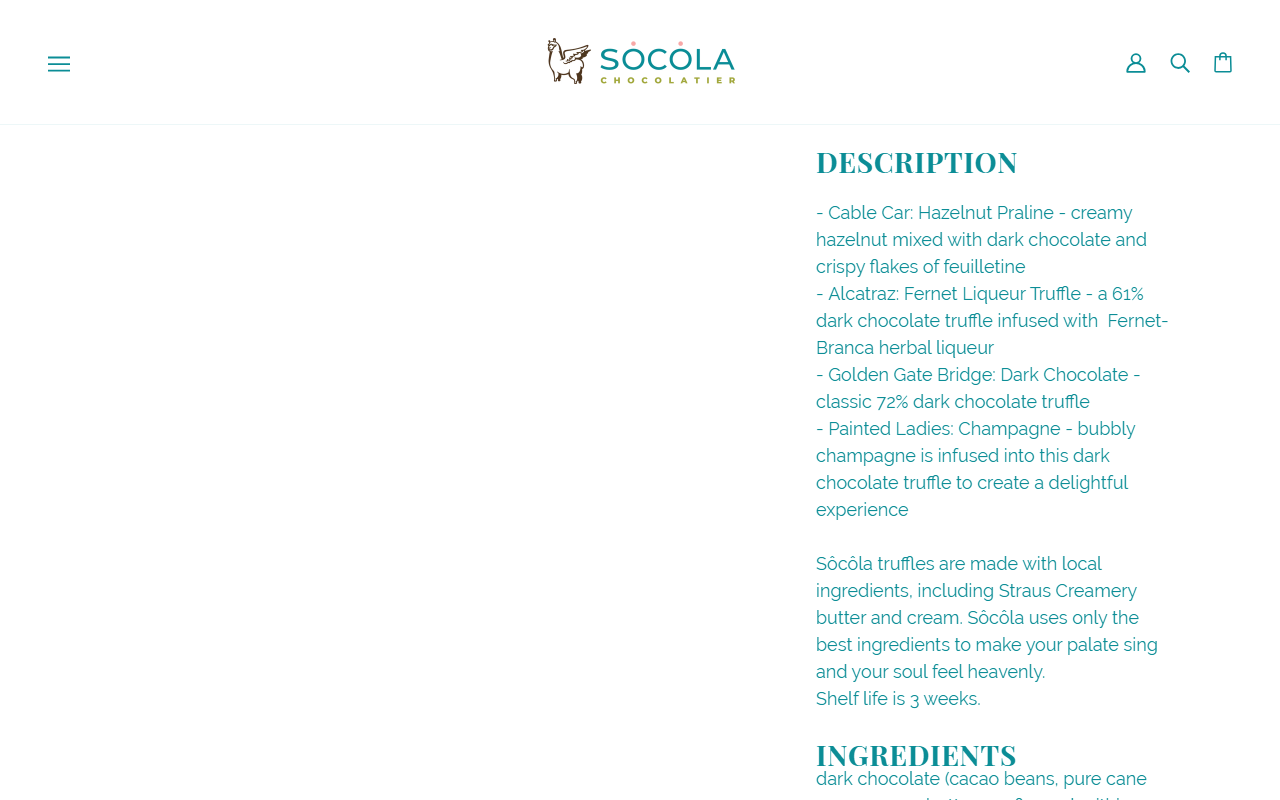 SÔCÔLA
CHOCOLATIER
DESCRIPTION
- Cable Car: Hazelnut Praline - creamy
hazelnut mixed with dark chocolate and
crispy flakes of feuilletine
- Alcatraz: Fernet Liqueur Truffle - a 61%
dark chocolate truffle infused with  Fernet-
Branca herbal liqueur
- Golden Gate Bridge: Dark Chocolate -
classic 72% dark chocolate truffle
- Painted Ladies: Champagne - bubbly
champagne is infused into this dark
chocolate truffle to create a delightful
experience
Sôcôla truffles are made with local
ingredients, including Straus Creamery
butter and cream. Sôcôla uses only the
best ingredients to make your palate sing
and your soul feel heavenly.
Shelf life is 3 weeks.
INGREDIENTS
dark chocolate (cacao beans, pure cane